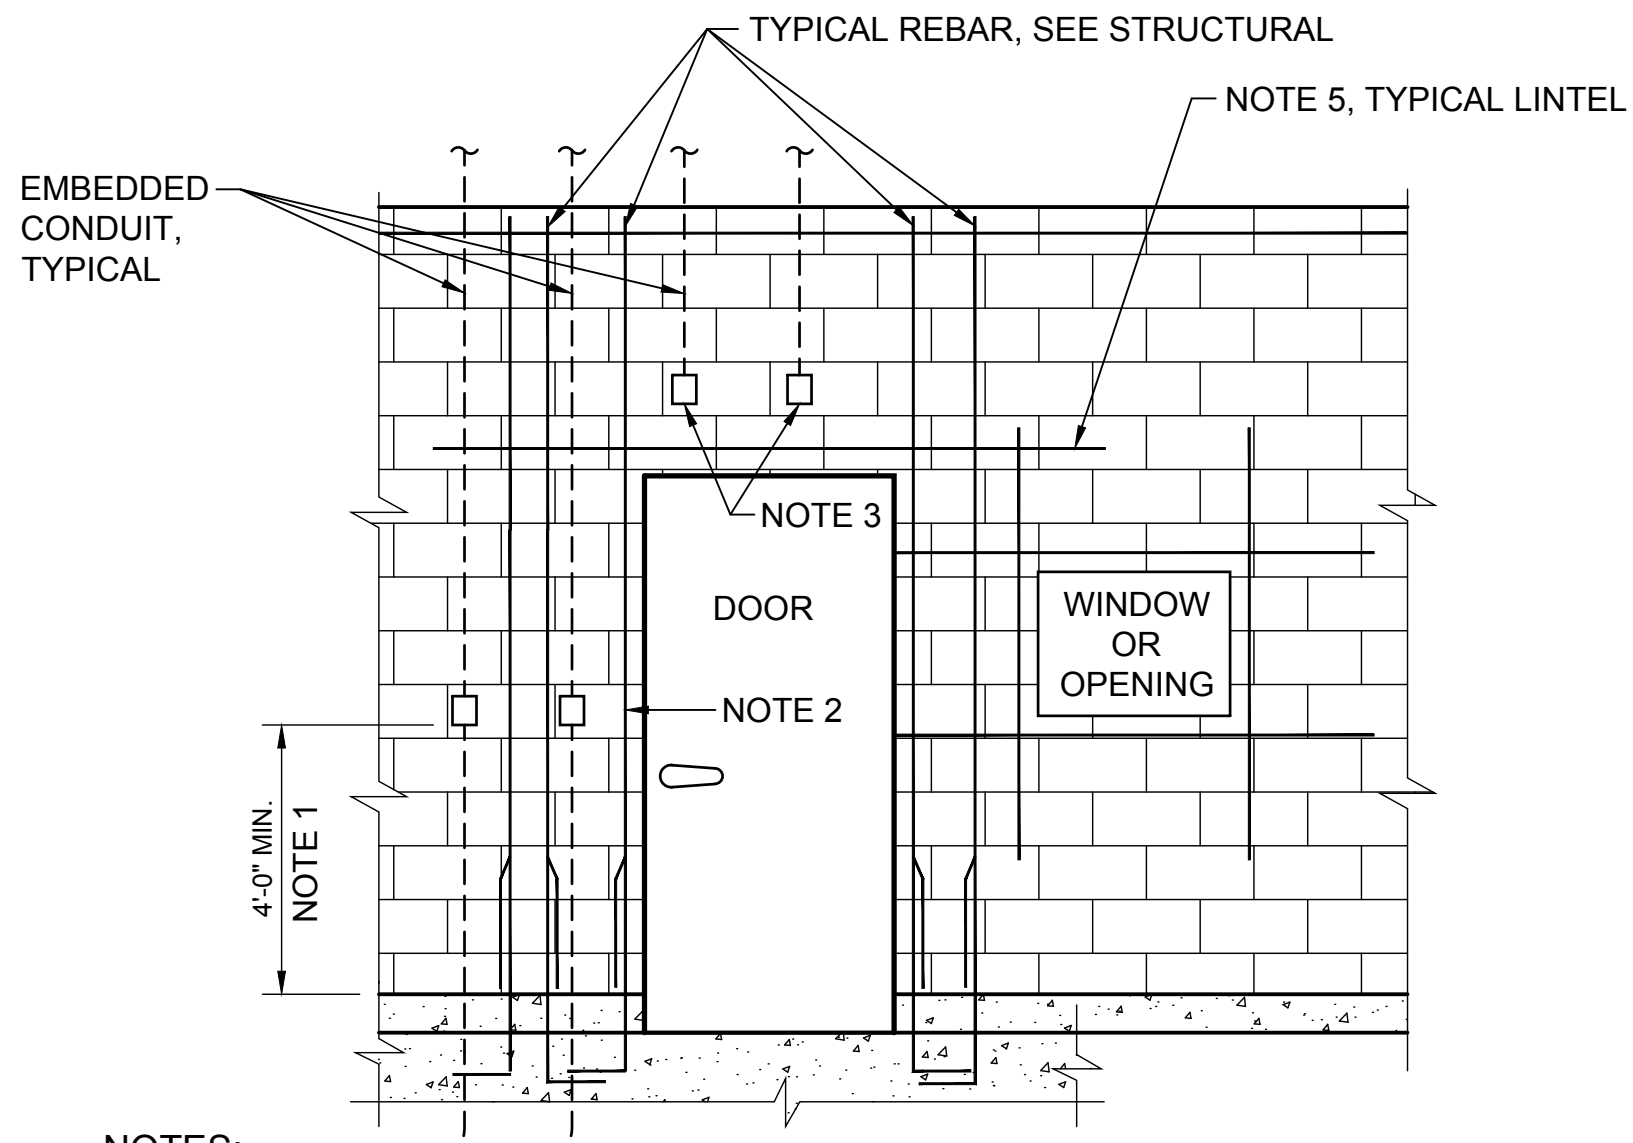 TYPICAL REBAR, SEE STRUCTURAL
NOTE 5, TYPICAL LINTEL
EMBEDDED
CONDUIT,
TYPICAL
NOTE 3
DOOR
WINDOW
OR
OPENING
NOTE 2
4'-0" MIN.
NOTE 1
NOTES: